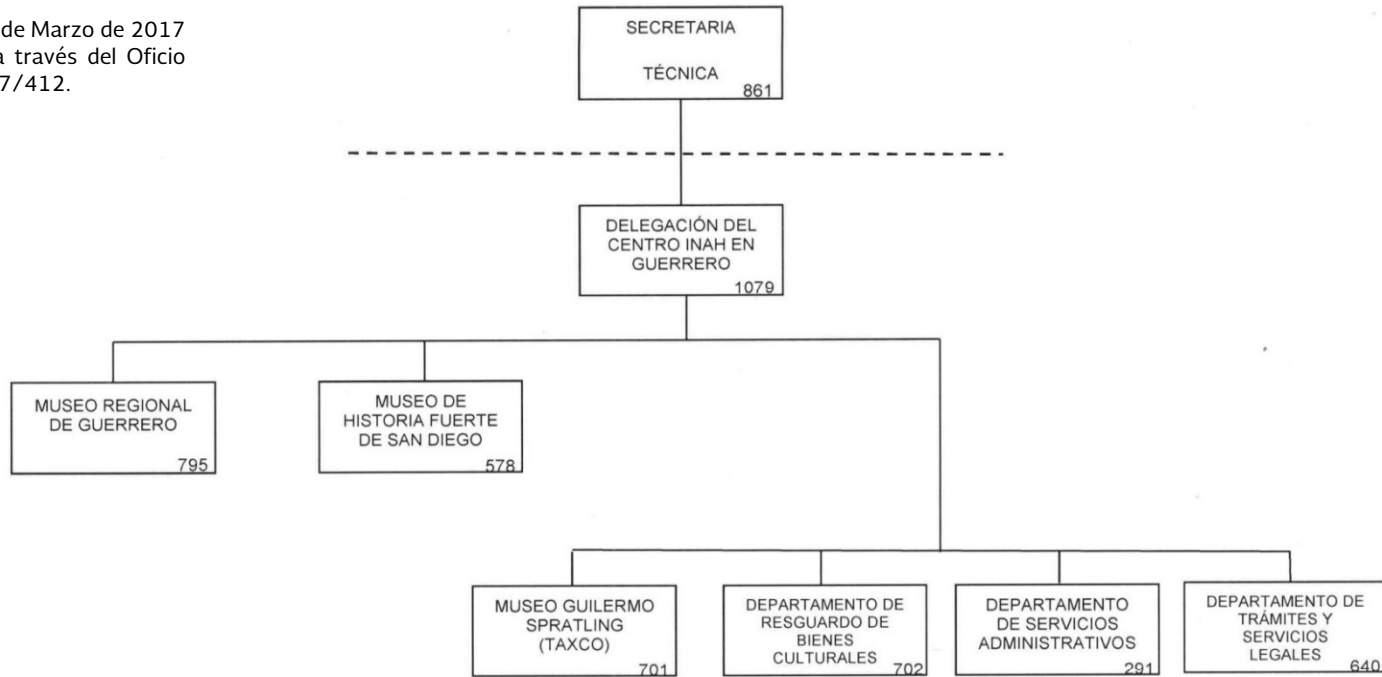 de Marzo de 2017
a través del Oficio
7/412.
SECRETARIA
TÉCNICA
861
DELEGACIÓN DEL
CENTRO INAH EN
GUERRERO
1079
MUSEO REGIONAL
DE GUERRERO
795
MUSEO DE
HISTORIA FUERTE
DE SAN DIEGO
578
MUSEO GUILERMO
SPRATLING
(TAXCO)
701
DEPARTAMENTO DE
RESGUARDO DE
BIENES
CULTURALES
702
DEPARTAMENTO
DE SERVICIOS
ADMINISTRATIVOS
291
DEPARTAMENTO DE
TRÁMITES Y
SERVICIOS
LEGALES
640